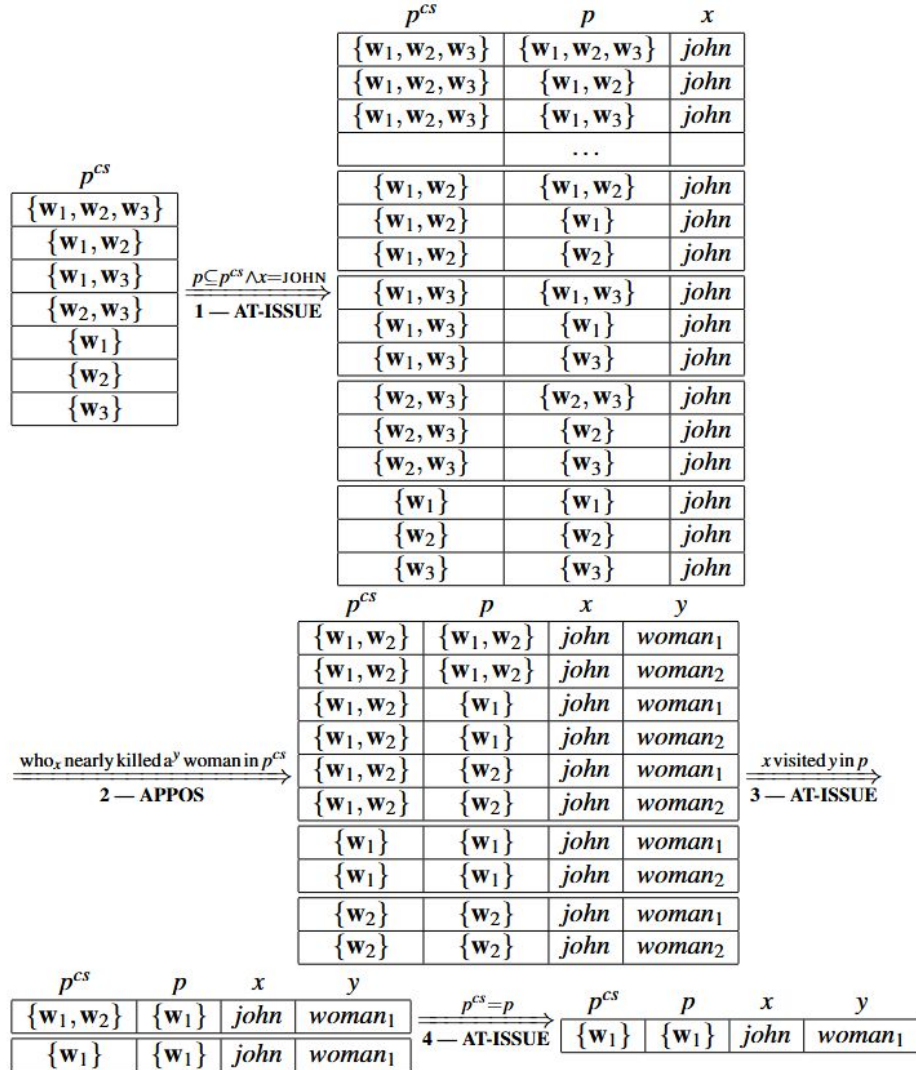 p^cs p x
{w₁, w₂, w₃} {w₁, w₂, w₃} john
{w₁, w₂, w₃} {w₁, w₂} john
{w₁, w₂, w₃} {w₁, w₃} john
...
{w₁, w₂} {w₁, w₂} john
{w₁, w₂} {w₁} john
{w₁, w₂} {w₂} john
{w₁, w₃} {w₁, w₃} john
{w₁, w₃} {w₁} john
{w₁, w₃} {w₃} john
{w₂, w₃} {w₂, w₃} john
{w₂, w₃} {w₂} john
{w₂, w₃} {w₃} john
{w₁} {w₁} john
{w₂} {w₂} john
{w₃} {w₃} john
p^cs
{w₁, w₂, w₃}
{w₁, w₂}
{w₁, w₃}
{w₂, w₃}
{w₁}
{w₂}
{w₃}
p⊆p^cs ∧ x=JOHN
1 — AT-ISSUE
p^cs p x y
{w₁, w₂} {w₁, w₂} john woman₁
{w₁, w₂} {w₁, w₂} john woman₂
{w₁, w₂} {w₁} john woman₁
{w₁, w₂} {w₁} john woman₂
{w₁, w₂} {w₂} john woman₁
{w₁, w₂} {w₂} john woman₂
{w₁} {w₁} john woman₁
{w₁} {w₁} john woman₂
{w₂} {w₂} john woman₁
{w₂} {w₂} john woman₂
who_x nearly killed a^y woman in p^cs
2 — APPOS
x visited y in p
3 — AT-ISSUE
p^cs p x y
{w₁, w₂} {w₁} john woman₁
{w₁} {w₁} john woman₁
p^cs=p
4 — AT-ISSUE
p^cs p x y
{w₁} {w₁} john woman₁